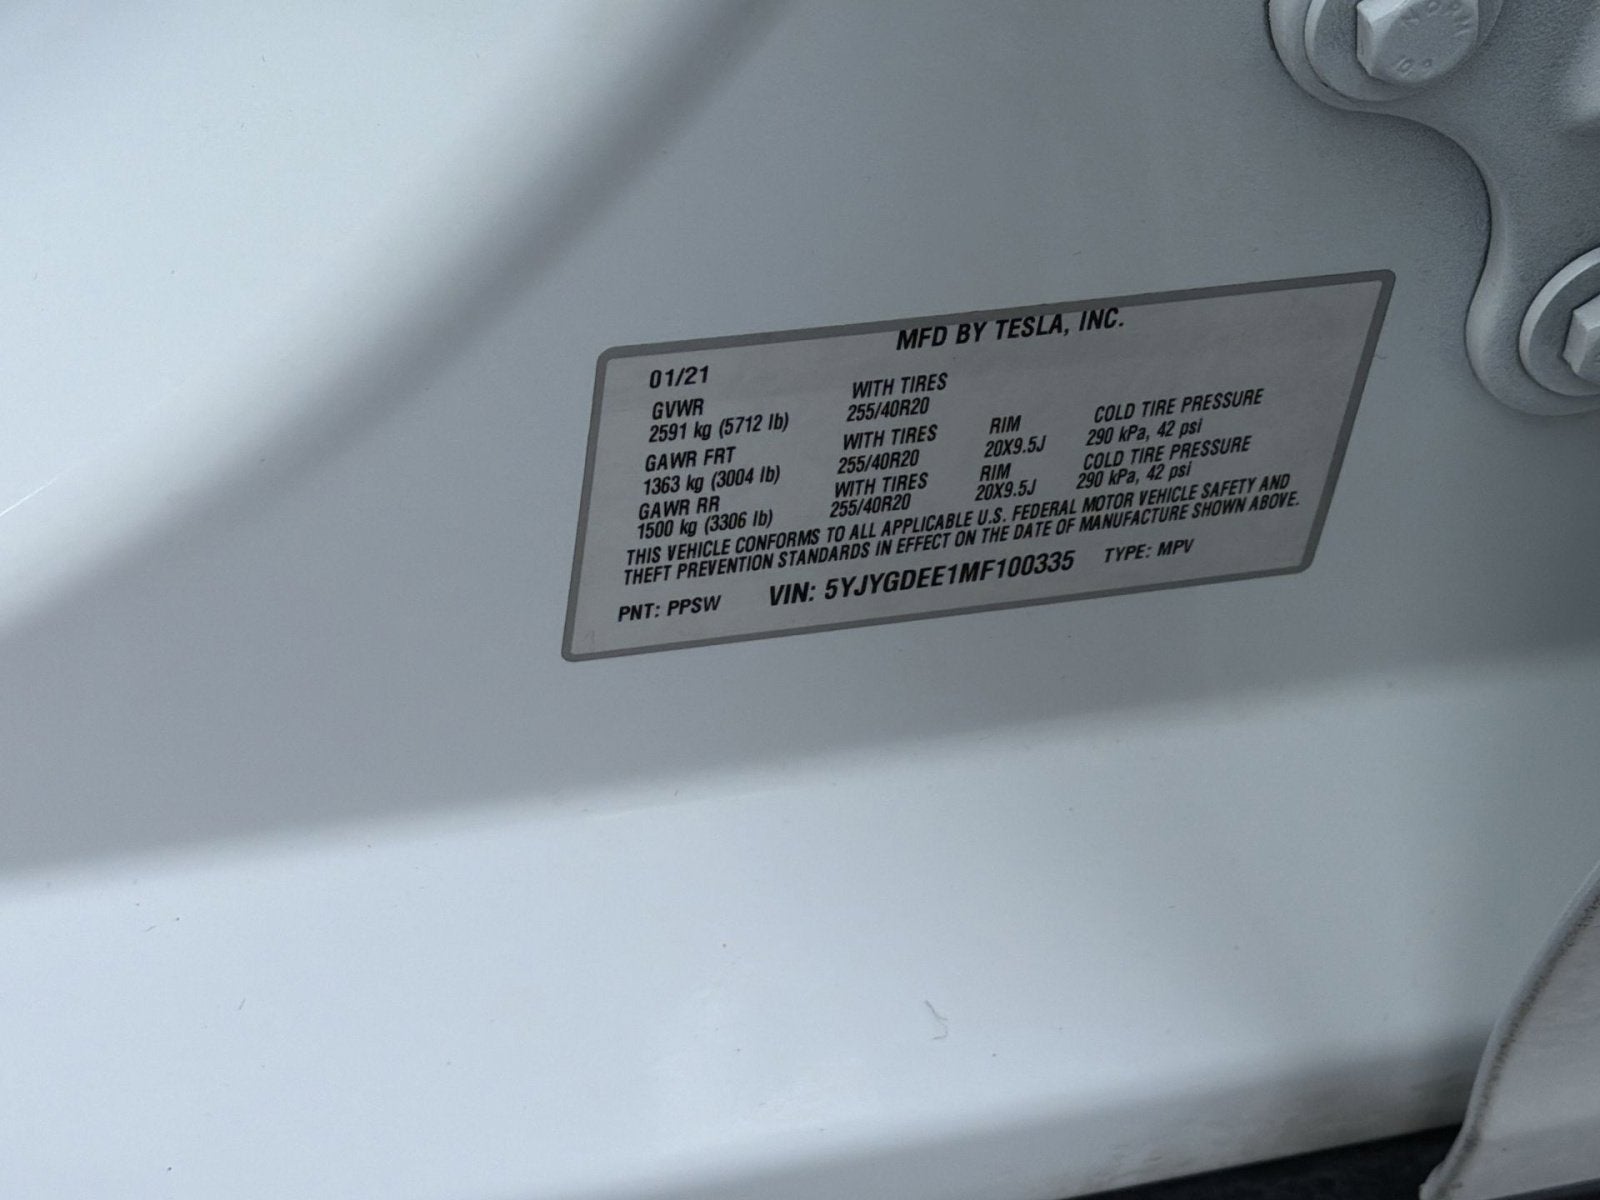 MFD BY TESLA, INC.
01/21
GVWR WITH TIRES
2591 kg (5712 lb) 255/40R20
GAWR FRT WITH TIRES RIM COLD TIRE PRESSURE
1363 kg (3004 lb) 255/40R20 20X9.5J 290 kPa, 42 psi
GAWR RR WITH TIRES RIM COLD TIRE PRESSURE
1500 kg (3306 lb) 255/40R20 20X9.5J 290 kPa, 42 psi
THIS VEHICLE CONFORMS TO ALL APPLICABLE U.S. FEDERAL MOTOR VEHICLE SAFETY AND
THEFT PREVENTION STANDARDS IN EFFECT ON THE DATE OF MANUFACTURE SHOWN ABOVE.
PNT: PPSW VIN: 5YJYGDEE1MF100335 TYPE: MPV
10.9